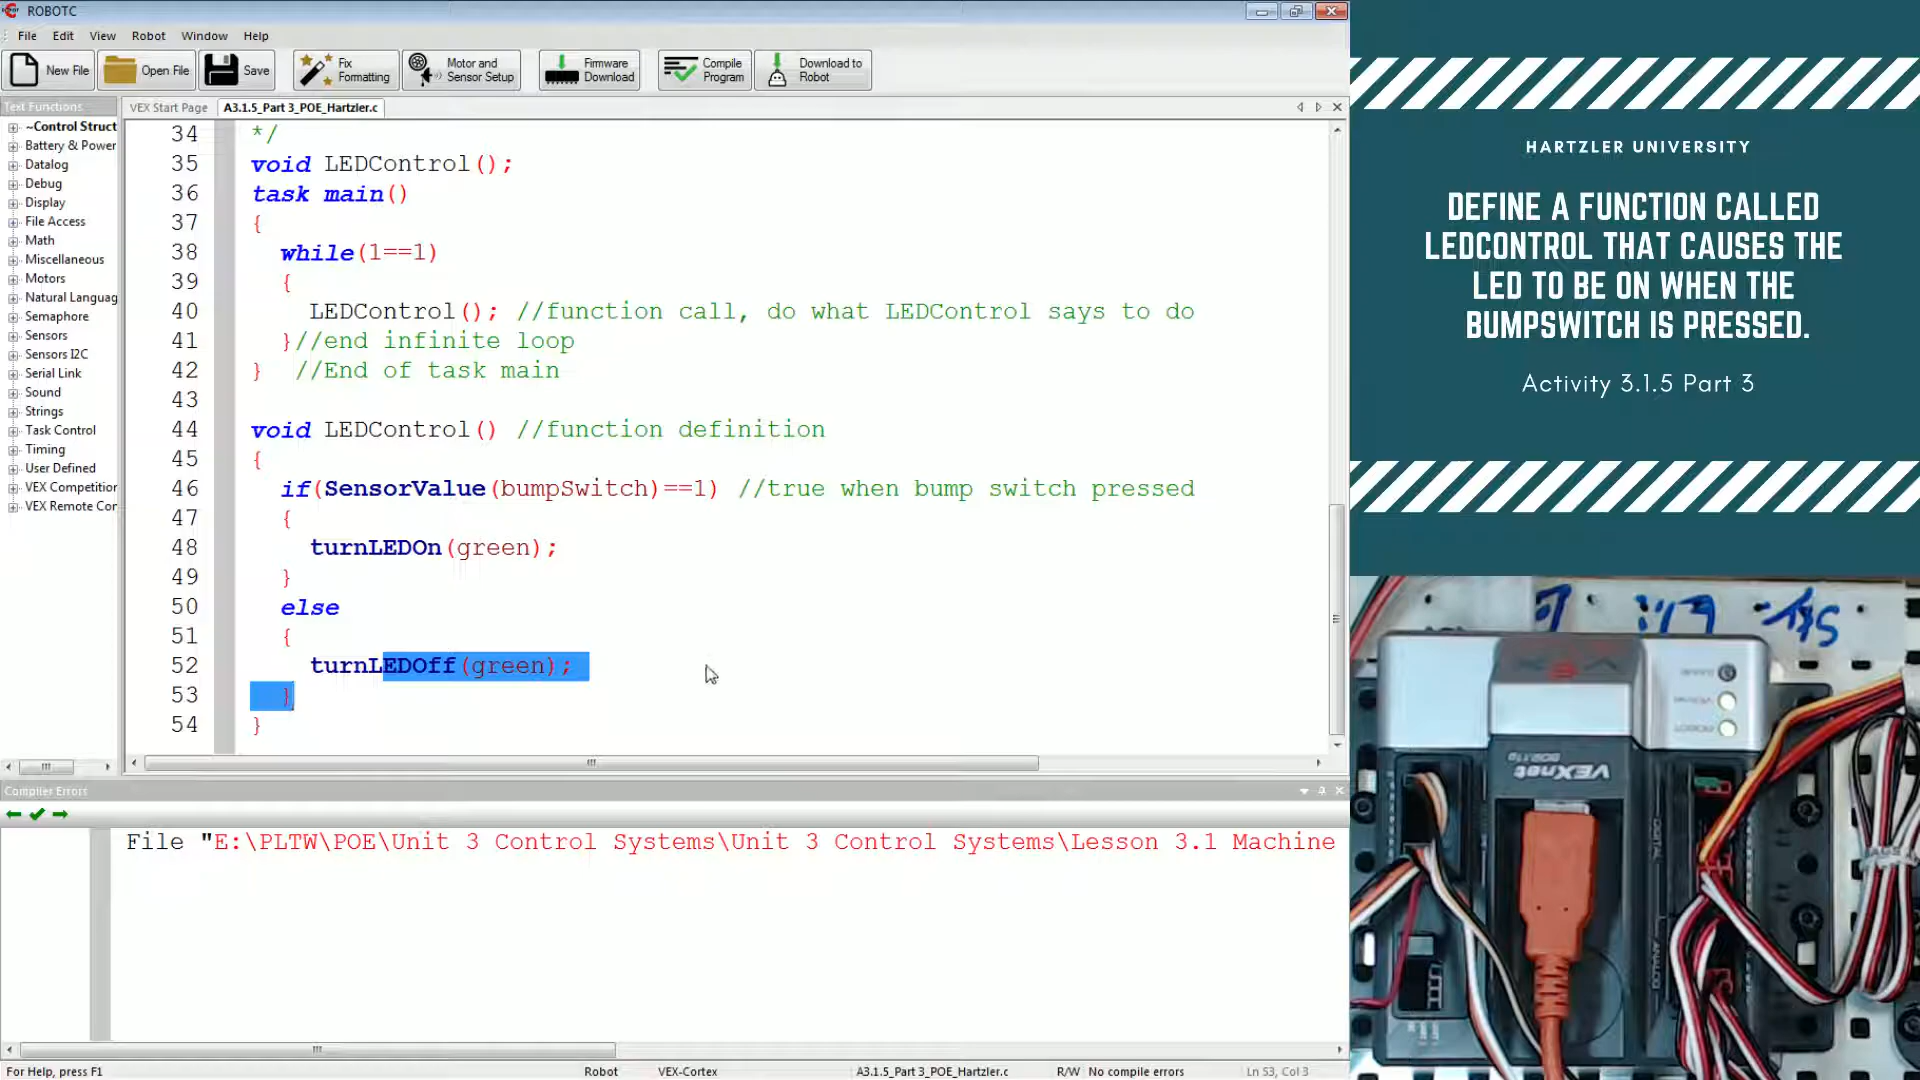 ROBOTC
File Edit View Robot Window Help
New File Open File Save Fix Formatting Motor and Sensor Setup Firmware Download Compile Program Download to Robot
Text Functions
~Control Struct
Battery & Power
Datalog
Debug
Display
File Access
Math
Miscellaneous
Motors
Natural Languag
Semaphore
Sensors
Sensors I2C
Serial Link
Sound
Strings
Task Control
Timing
User Defined
VEX Competition
VEX Remote Cor
VEX Start Page A3.1.5_Part 3_POE_Hartzler.c
34 */
35 void LEDControl();
36 task main()
37 {
38 while(1==1)
39 {
40 LEDControl(); //function call, do what LEDControl says to do
41 }//end infinite loop
42 } //End of task main
43
44 void LEDControl() //function definition
45 {
46 if(SensorValue(bumpSwitch)==1) //true when bump switch pressed
47 {
48 turnLEDOn(green);
49 }
50 else
51 {
52 turnLEDOff(green);
53 }
54 }
Compiler Errors
File "E:\PLTW\POE\Unit 3 Control Systems\Unit 3 Control Systems\Lesson 3.1 Machine
For Help, press F1 Robot VEX-Cortex A3.1.5_Part 3_POE_Hartzler.c R/W No compile errors Ln 53, Col 3
HARTZLER UNIVERSITY
DEFINE A FUNCTION CALLED
LEDCONTROL THAT CAUSES THE
LED TO BE ON WHEN THE
BUMPSWITCH IS PRESSED.
Activity 3.1.5 Part 3
VEXnet